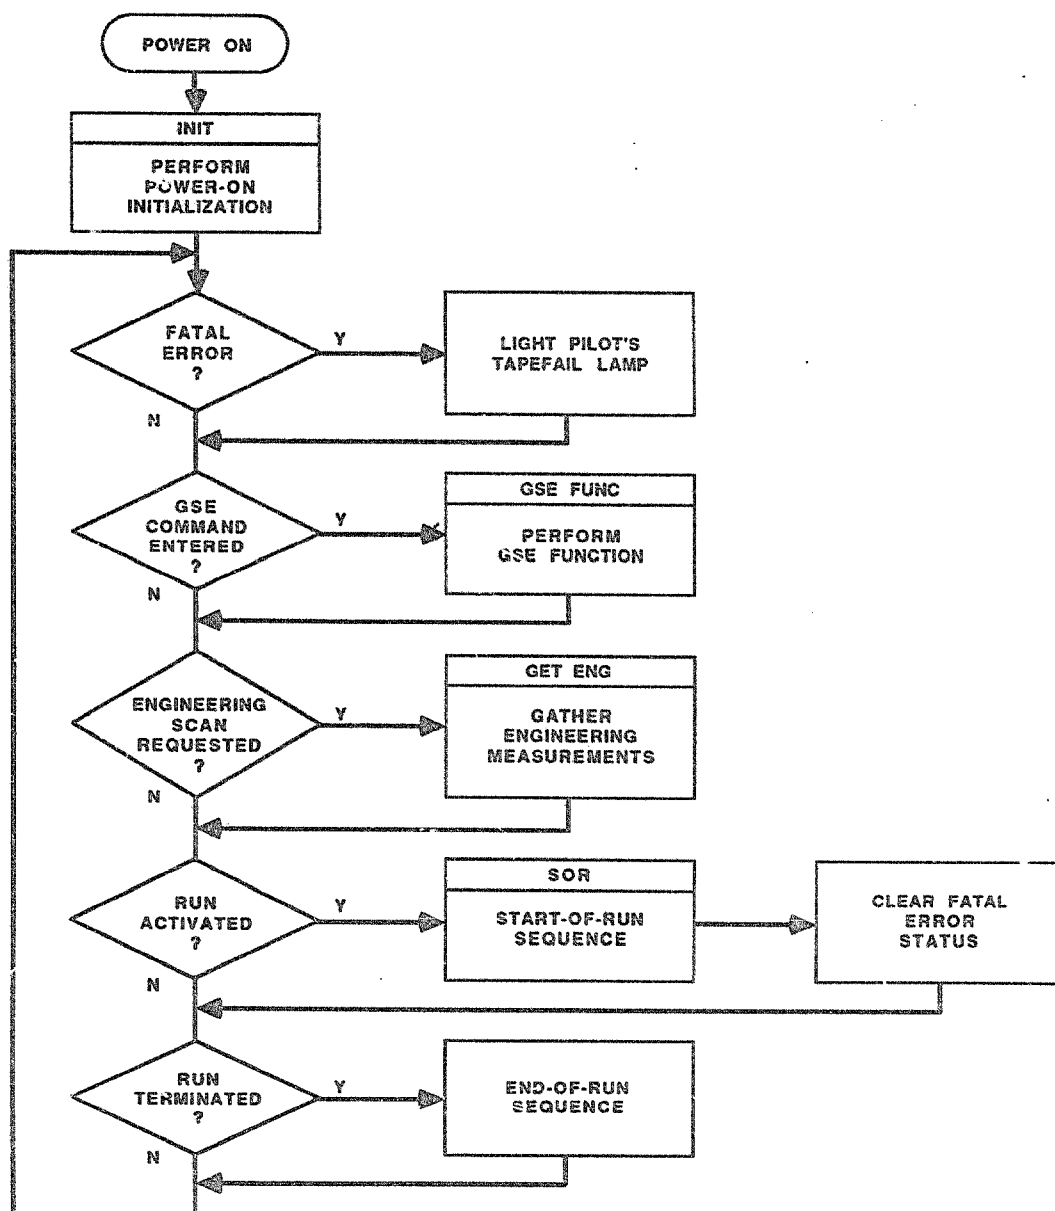 POWER ON
INIT
PERFORM
POWER-ON
INITIALIZATION
FATAL
ERROR
?
Y
N
LIGHT PILOT'S
TAPEFAIL LAMP
GSE
COMMAND
ENTERED
?
Y
N
GSE FUNC
PERFORM
GSE FUNCTION
ENGINEERING
SCAN
REQUESTED
?
Y
N
GET ENG
GATHER
ENGINEERING
MEASUREMENTS
RUN
ACTIVATED
?
Y
N
SOR
START-OF-RUN
SEQUENCE
CLEAR FATAL
ERROR
STATUS
RUN
TERMINATED
?
Y
N
END-OF-RUN
SEQUENCE